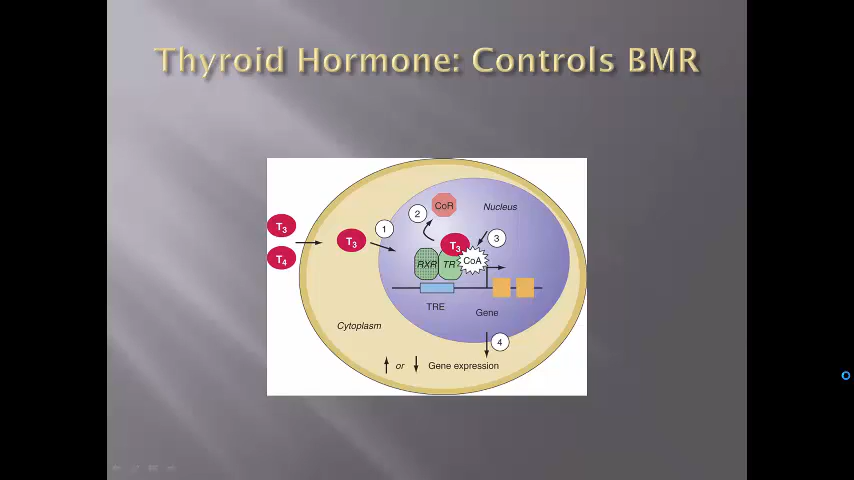 Thyroid Hormone: Controls BMR
CoR
Nucleus
2
T3
1
T3
T3
3
T4
RXR
TR
CoA
TRE
Gene
Cytoplasm
4
or
Gene expression